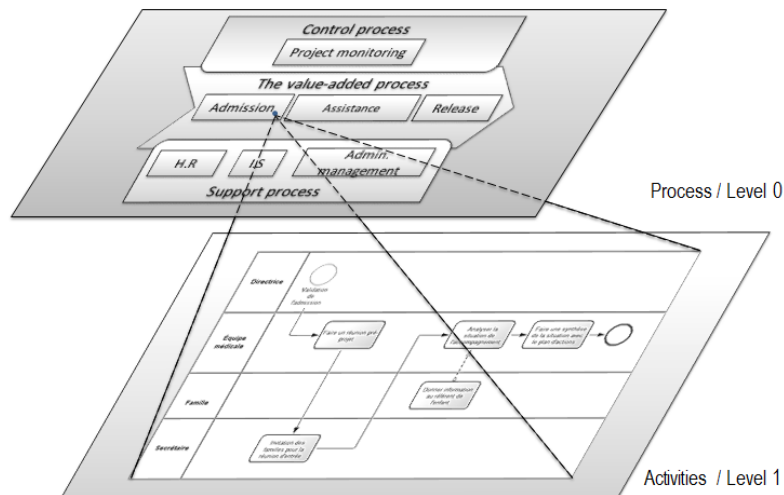 Control process
Project monitoring
The value-added process
Admission
Assistance
Release
H.R
I.S
Admin.
management
Support process
Process / Level 0
Directrice
Validation
de
l'admission
Equipe
médicale
Faire un réunion pré
projet
Analyser la
situation de
l'accompagnement
Faire une synthèse
de la situation avec
le plan d'actions
Famille
Donner information
au référent de
l'enfant
Secrétaire
Invitation des
familles pour la
réunion d'entrée
Activities / Level 1